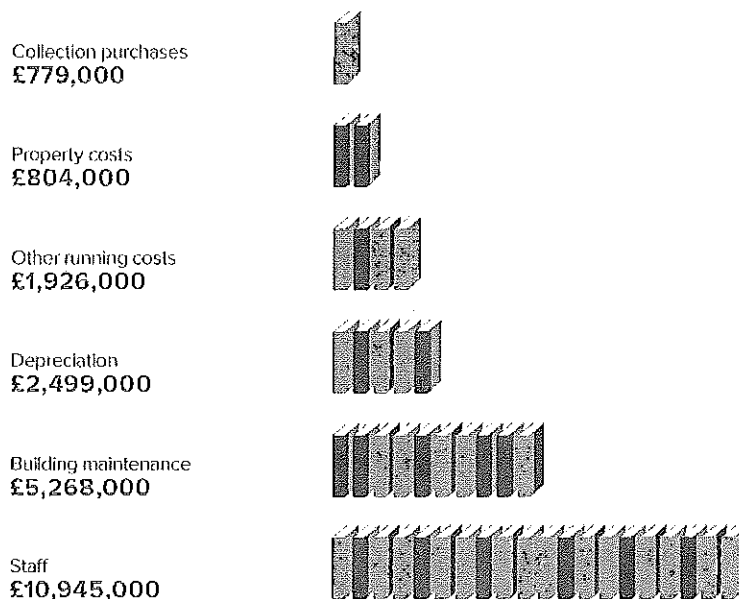 Collection purchases
£779,000
Property costs
£804,000
Other running costs
£1,926,000
Depreciation
£2,499,000
Building maintenance
£5,268,000
Staff
£10,945,000